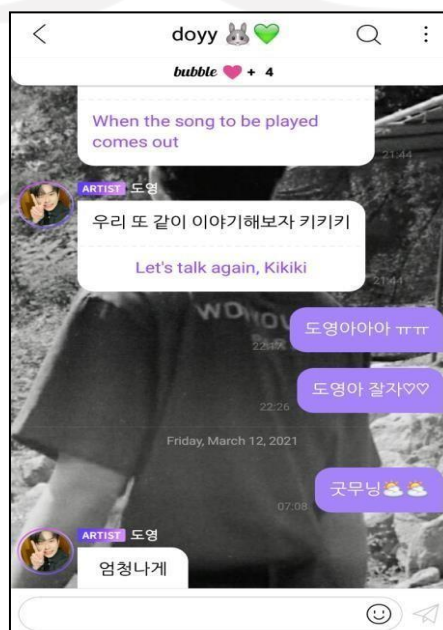 doyy 🐰💚
bubble 💗 + 4
When the song to be played
comes out
21:44
ARTIST 도영
우리 또 같이 이야기해보자 키키키
Let's talk again, Kikiki
21:44
도영아아아 ㅠㅠ
도영아 잘자♡♡
22:26
Friday, March 12, 2021
굿무닝⛅⛅
07:08
ARTIST 도영
엄청나게